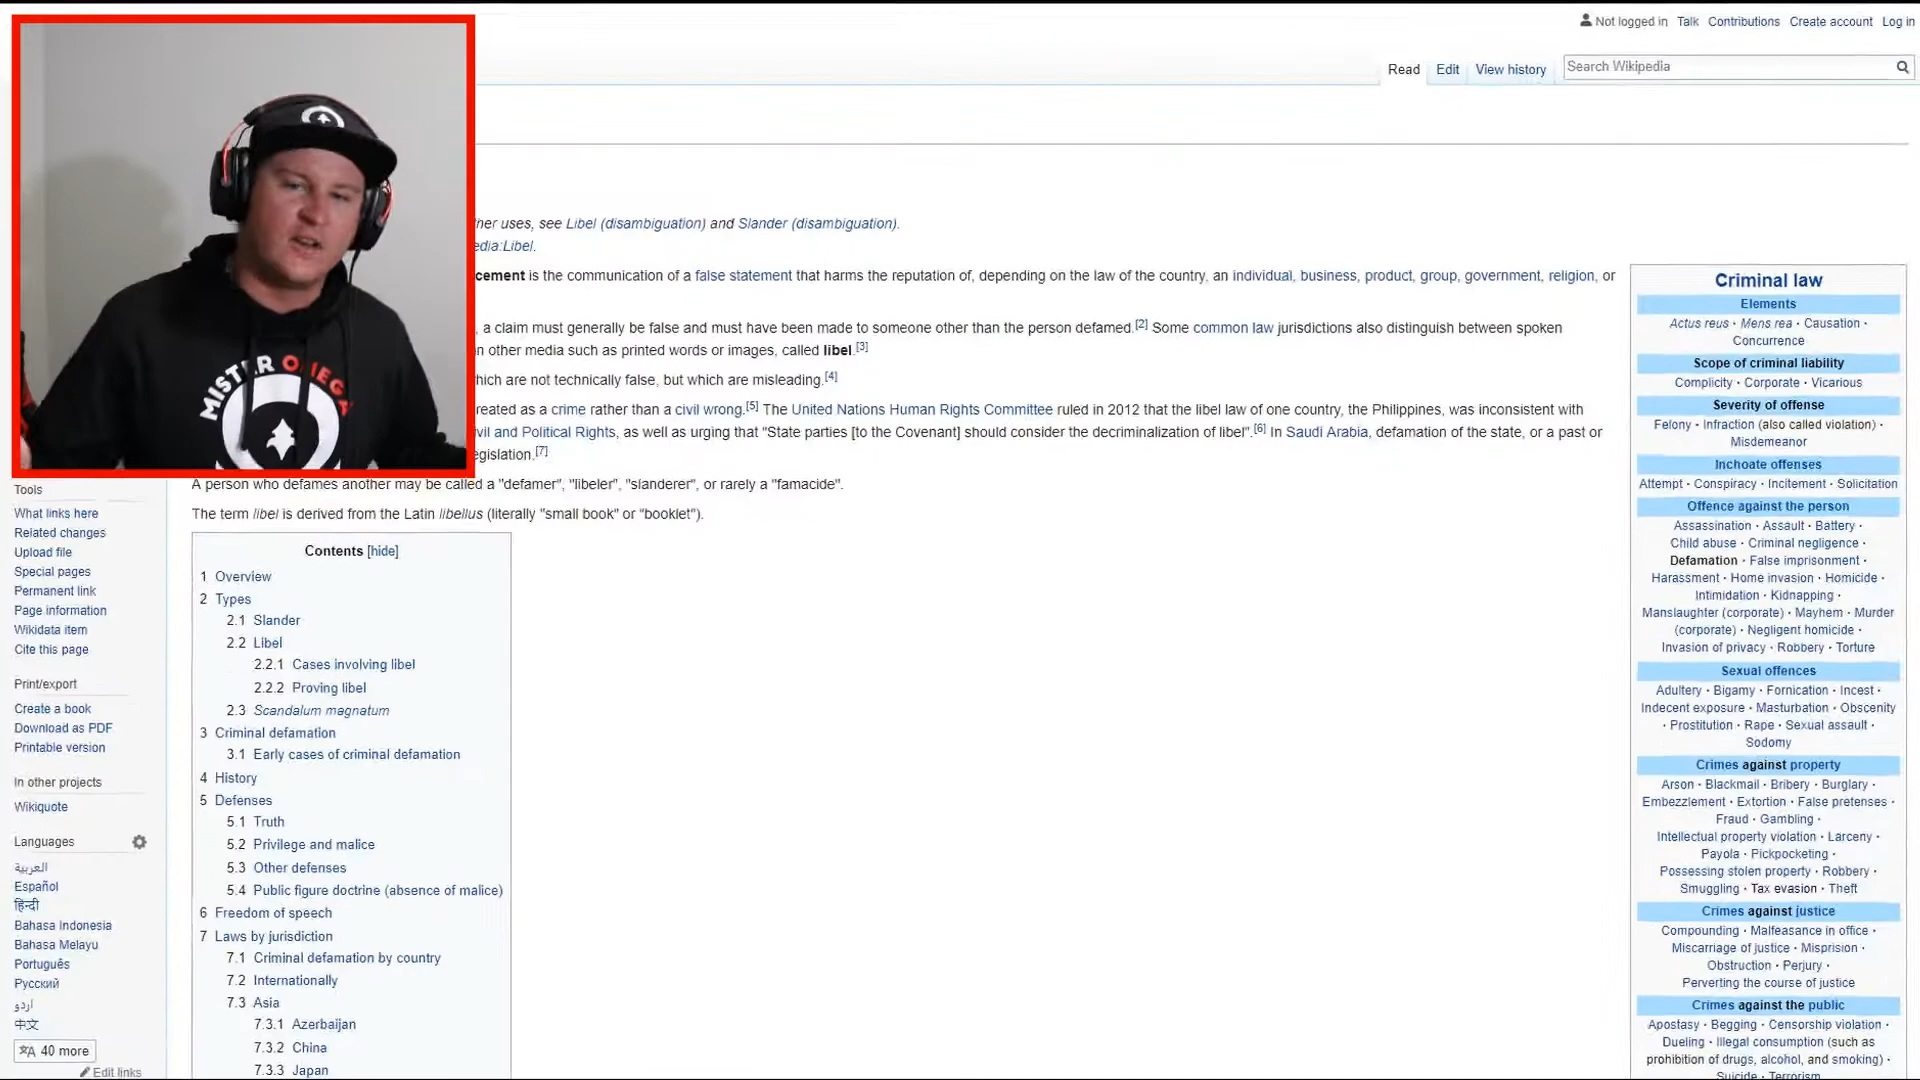 Not logged in Talk Contributions Create account Log in
Read Edit View history Search Wikipedia
her uses, see Libel (disambiguation) and Slander (disambiguation).
edia:Libel.
cement is the communication of a false statement that harms the reputation of, depending on the law of the country, an individual, business, product, group, government, religion, or
, a claim must generally be false and must have been made to someone other than the person defamed.[2] Some common law jurisdictions also distinguish between spoken
n other media such as printed words or images, called libel.[3]
hich are not technically false, but which are misleading.[4]
reated as a crime rather than a civil wrong.[5] The United Nations Human Rights Committee ruled in 2012 that the libel law of one country, the Philippines, was inconsistent with
vil and Political Rights, as well as urging that "State parties [to the Covenant] should consider the decriminalization of libel".[6] In Saudi Arabia, defamation of the state, or a past or
egislation.[7]
A person who defames another may be called a "defamer", "libeler", "slanderer", or rarely a "famacide".
The term libel is derived from the Latin libellus (literally "small book" or "booklet").
MISTER OMEGA
Tools
What links here
Related changes
Upload file
Special pages
Permanent link
Page information
Wikidata item
Cite this page
Print/export
Create a book
Download as PDF
Printable version
In other projects
Wikiquote
Languages
العربية
Español
हिन्दी
Bahasa Indonesia
Bahasa Melayu
Português
Русский
اردو
中文
40 more
Edit links
Contents [hide]
1 Overview
2 Types
2.1 Slander
2.2 Libel
2.2.1 Cases involving libel
2.2.2 Proving libel
2.3 Scandalum magnatum
3 Criminal defamation
3.1 Early cases of criminal defamation
4 History
5 Defenses
5.1 Truth
5.2 Privilege and malice
5.3 Other defenses
5.4 Public figure doctrine (absence of malice)
6 Freedom of speech
7 Laws by jurisdiction
7.1 Criminal defamation by country
7.2 Internationally
7.3 Asia
7.3.1 Azerbaijan
7.3.2 China
7.3.3 Japan
Criminal law
Elements
Actus reus · Mens rea · Causation ·
Concurrence
Scope of criminal liability
Complicity · Corporate · Vicarious
Severity of offense
Felony · Infraction (also called violation) ·
Misdemeanor
Inchoate offenses
Attempt · Conspiracy · Incitement · Solicitation
Offence against the person
Assassination · Assault · Battery ·
Child abuse · Criminal negligence ·
Defamation · False imprisonment ·
Harassment · Home invasion · Homicide ·
Intimidation · Kidnapping ·
Manslaughter (corporate) · Mayhem · Murder
(corporate) · Negligent homicide ·
Invasion of privacy · Robbery · Torture
Sexual offences
Adultery · Bigamy · Fornication · Incest ·
Indecent exposure · Masturbation · Obscenity
· Prostitution · Rape · Sexual assault ·
Sodomy
Crimes against property
Arson · Blackmail · Bribery · Burglary ·
Embezzlement · Extortion · False pretenses ·
Fraud · Gambling ·
Intellectual property violation · Larceny ·
Payola · Pickpocketing ·
Possessing stolen property · Robbery ·
Smuggling · Tax evasion · Theft
Crimes against justice
Compounding · Malfeasance in office ·
Miscarriage of justice · Misprision ·
Obstruction · Perjury ·
Perverting the course of justice
Crimes against the public
Apostasy · Begging · Censorship violation ·
Dueling · Illegal consumption (such as
prohibition of drugs, alcohol, and smoking) ·
Suicide · Terrorism